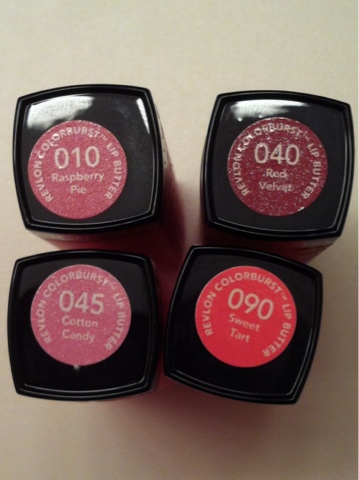 REVLON COLORBURST™ LIP BUTTER
010
Raspberry
Pie
REVLON COLORBURST™ LIP BUTTER
040
Red
Velvet
REVLON COLORBURST™ LIP BUTTER
045
Cotton
Candy
REVLON COLORBURST™ LIP BUTTER
090
Sweet
Tart